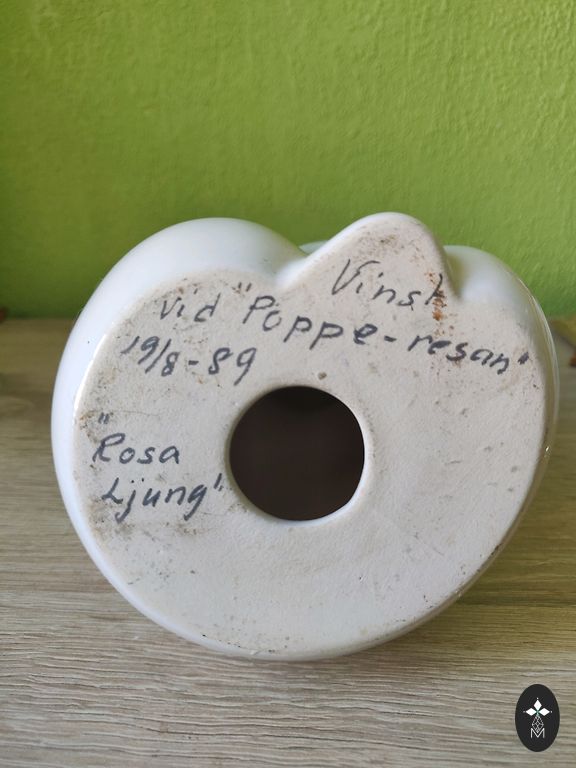 Vinst
vid "Poppe-resan"
19/8-89
"Rosa
Ljung"
M